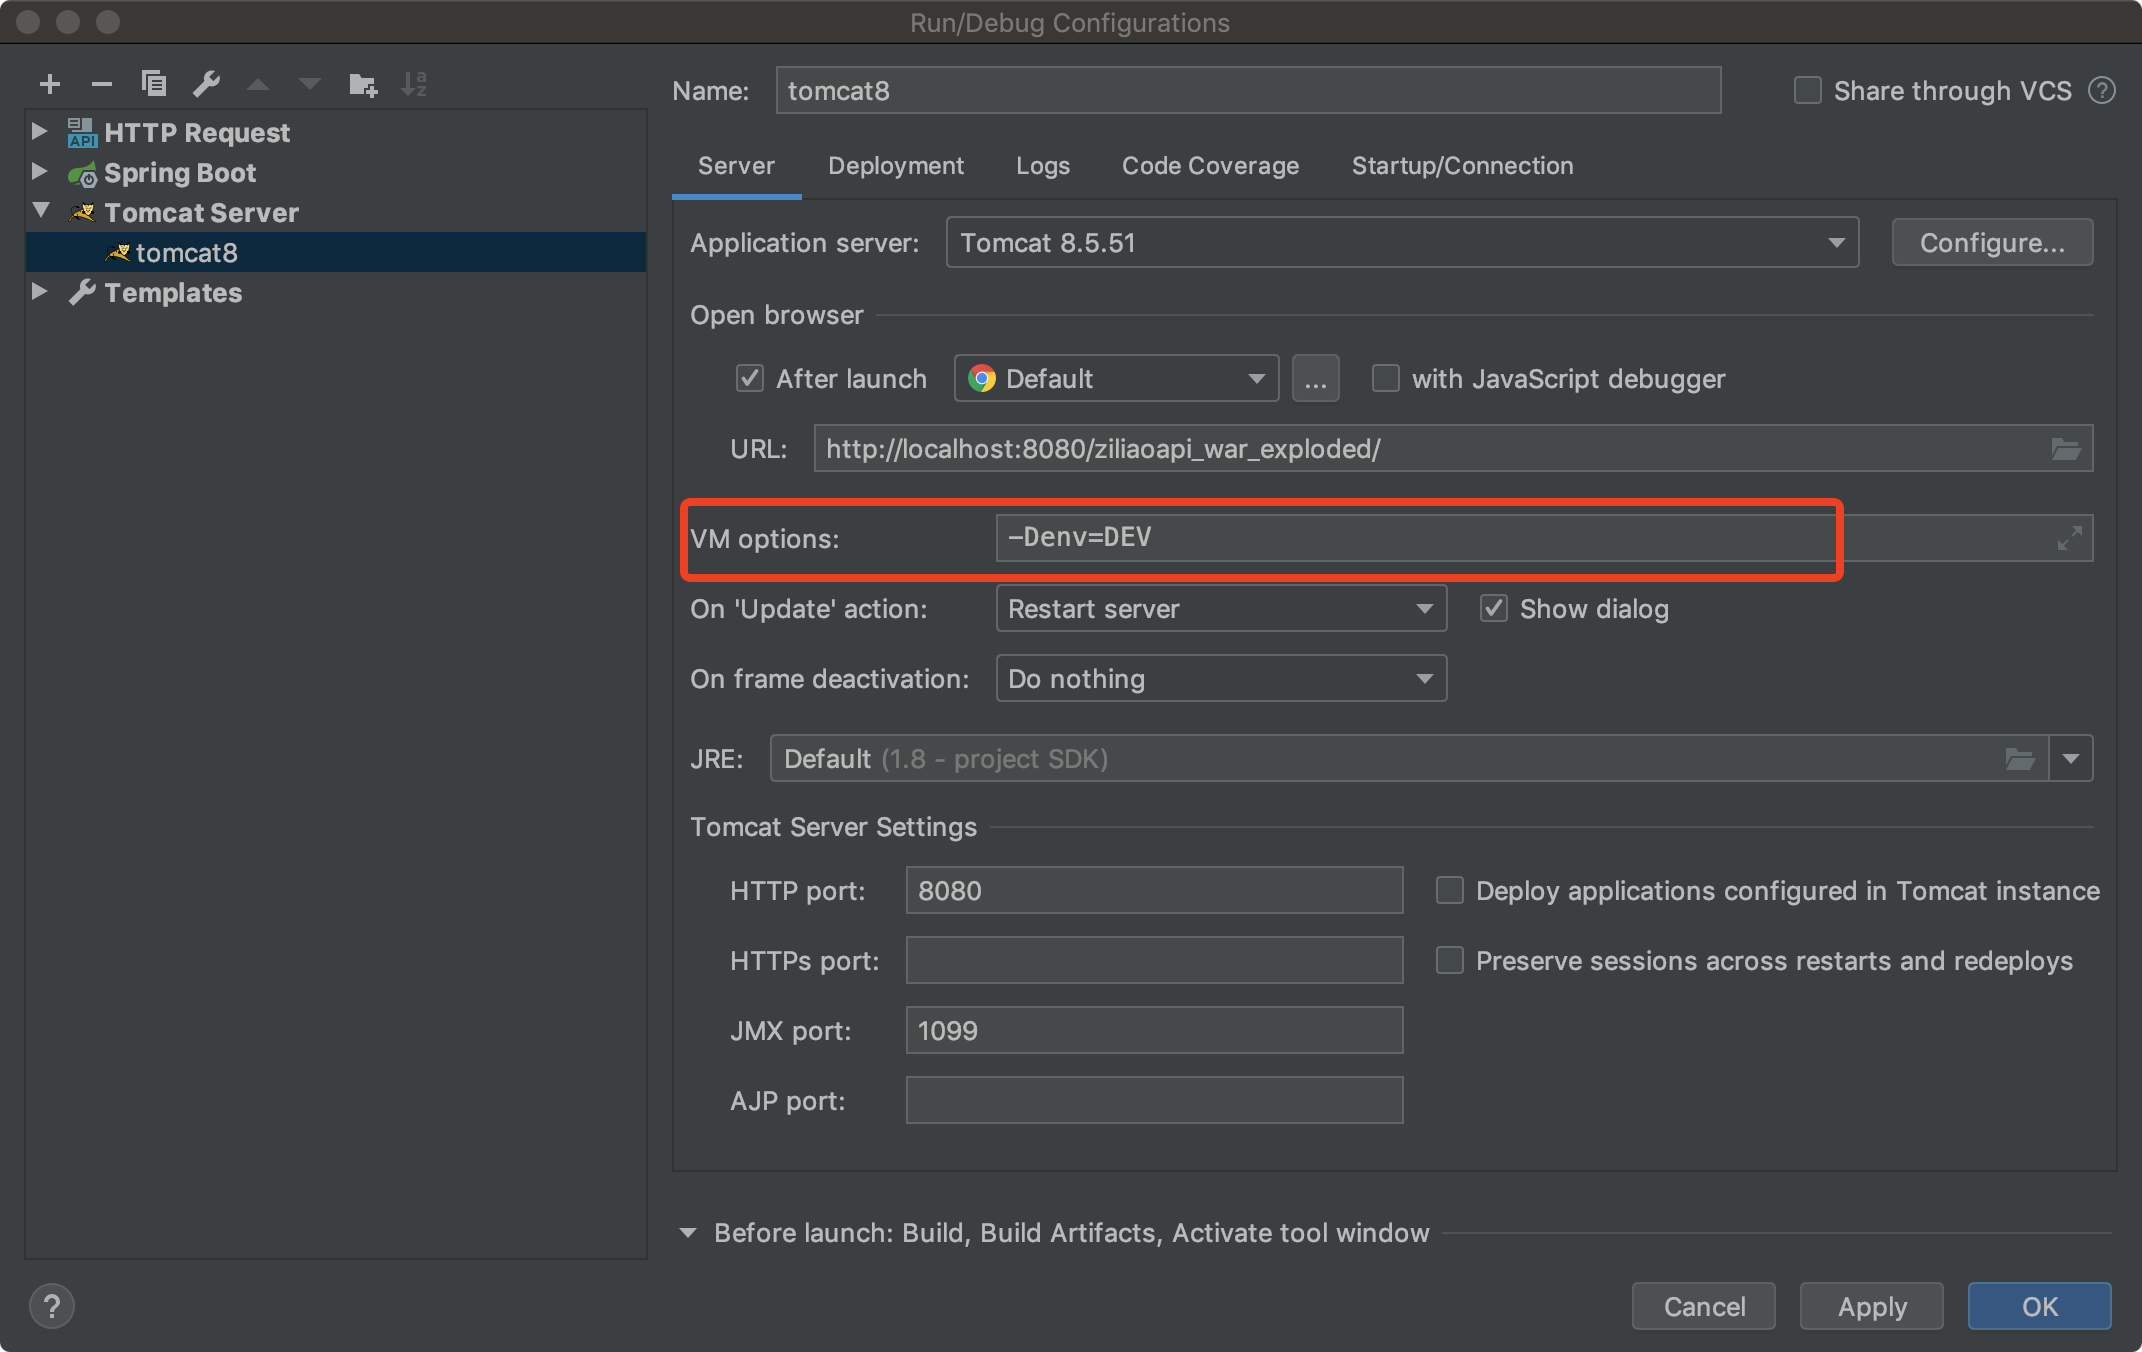 Run/Debug Configurations
Name: tomcat8 Share through VCS ?
API HTTP Request
Spring Boot
Tomcat Server
tomcat8
Templates
Server Deployment Logs Code Coverage Startup/Connection
Application server: Tomcat 8.5.51 Configure...
Open browser
After launch Default ... with JavaScript debugger
URL: http://localhost:8080/ziliaoapi_war_exploded/
VM options: -Denv=DEV
On 'Update' action: Restart server Show dialog
On frame deactivation: Do nothing
JRE: Default (1.8 - project SDK)
Tomcat Server Settings
HTTP port: 8080 Deploy applications configured in Tomcat instance
HTTPs port: Preserve sessions across restarts and redeploys
JMX port: 1099
AJP port:
Before launch: Build, Build Artifacts, Activate tool window
? Cancel Apply OK